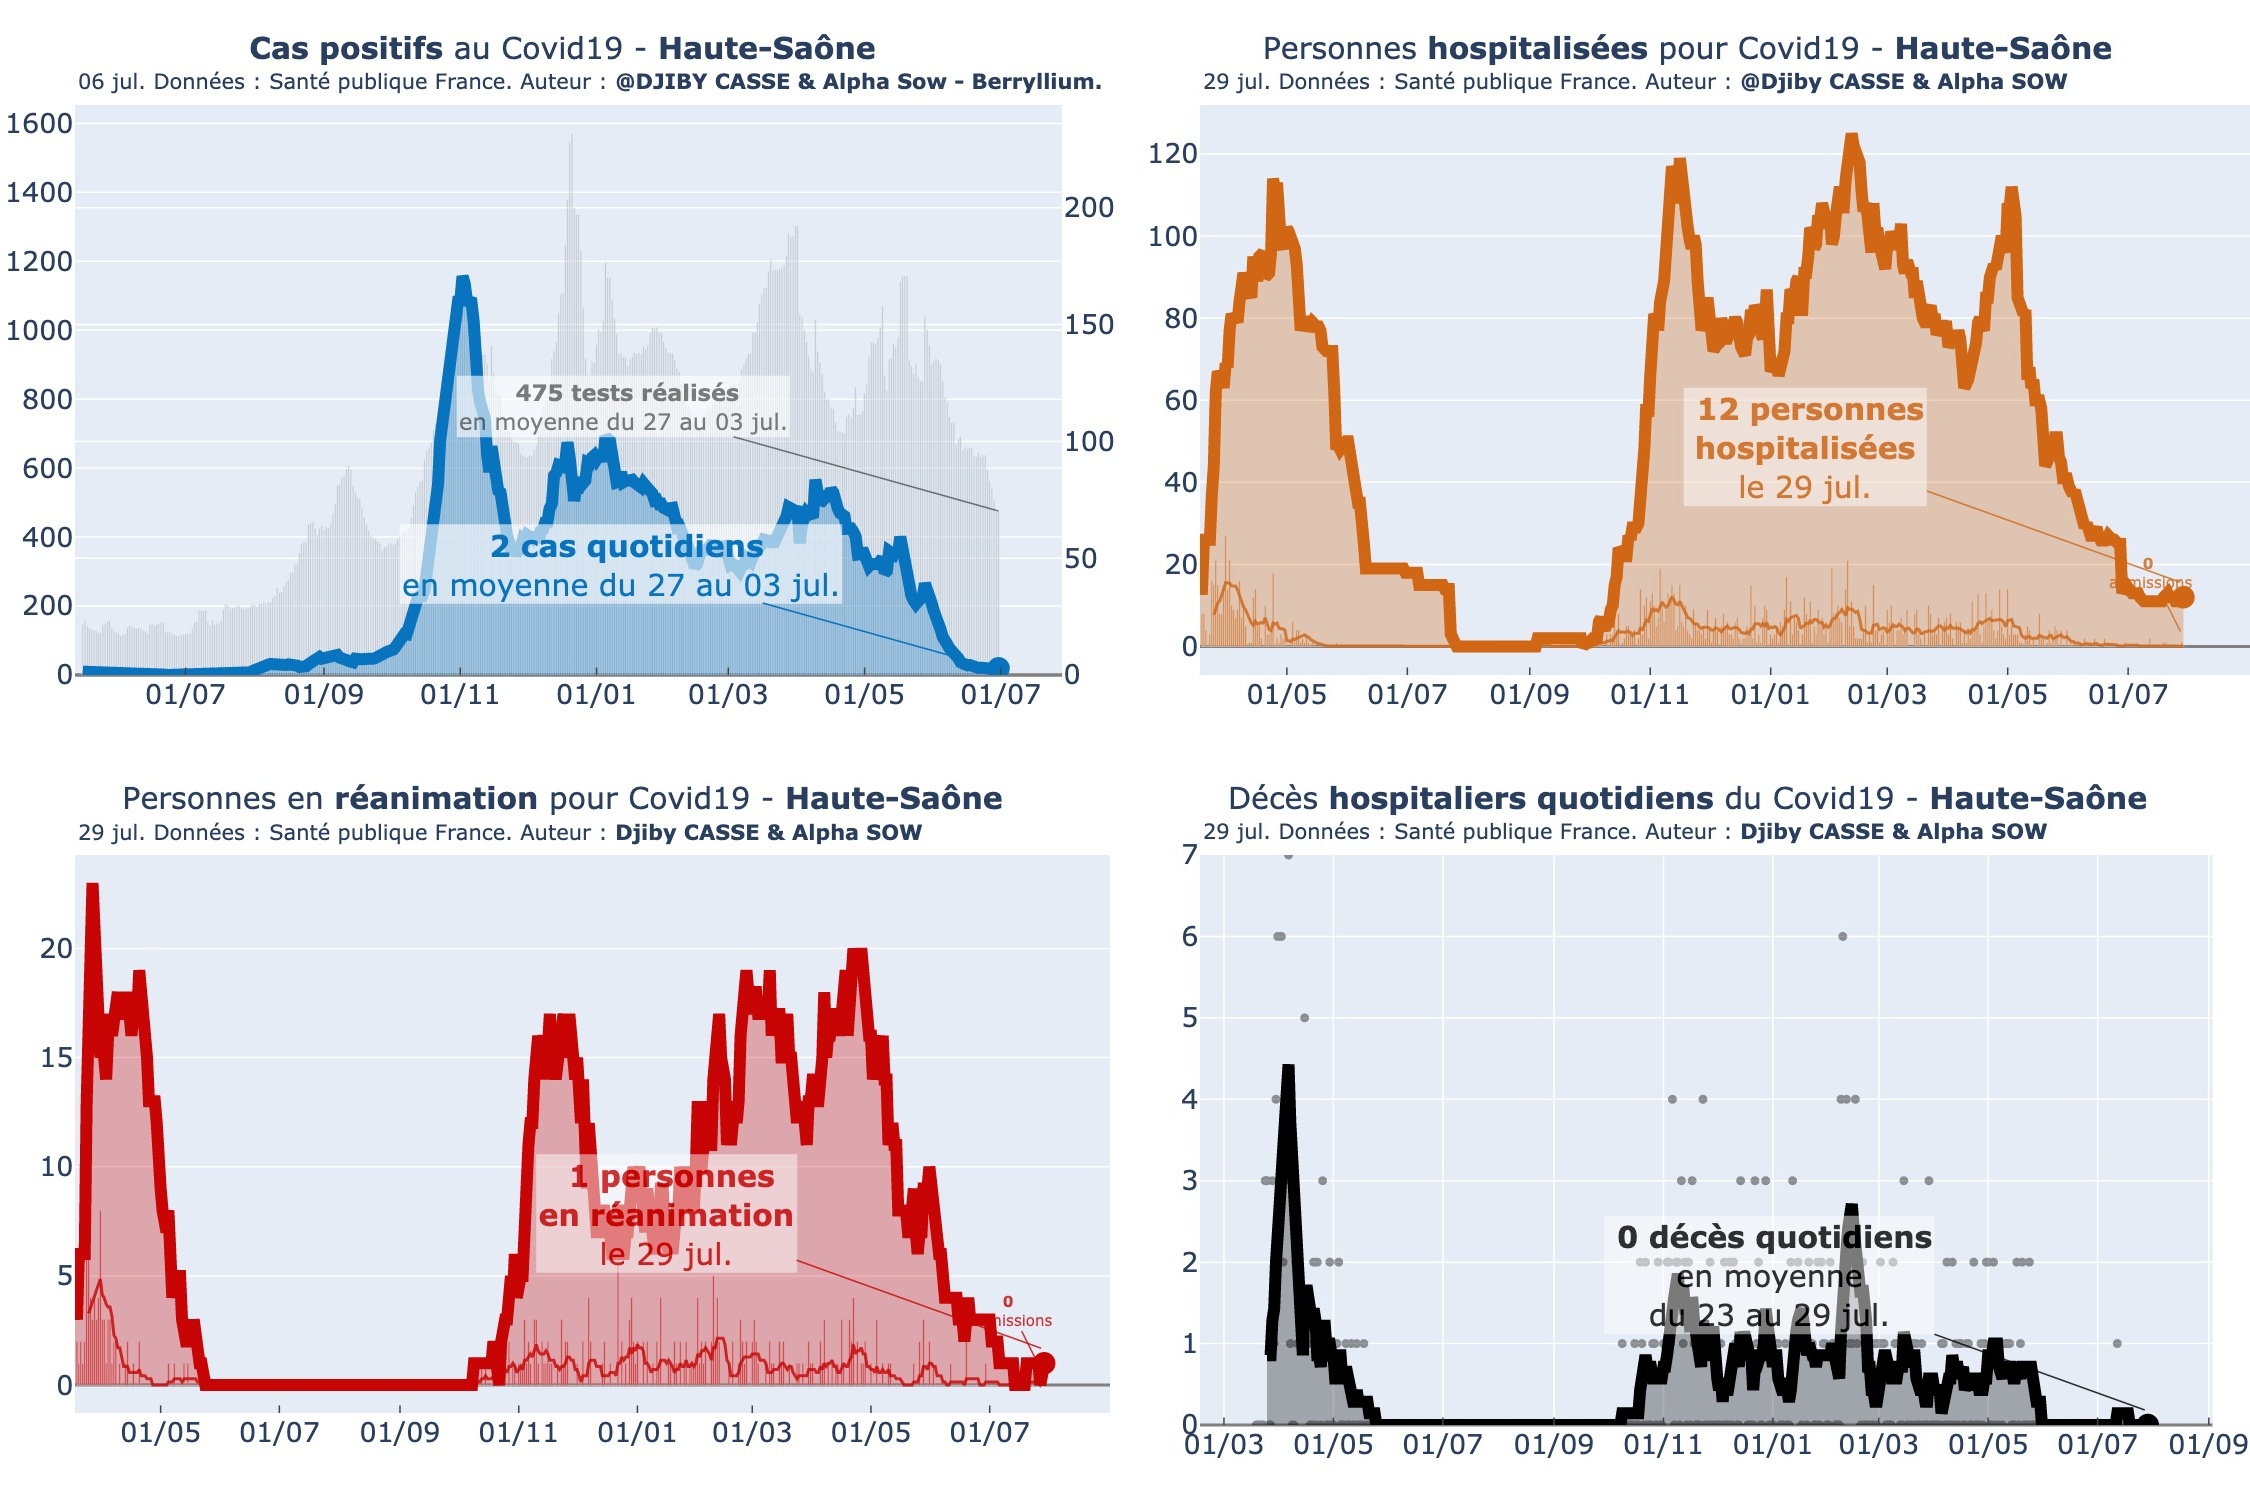 Cas positifs au Covid19 - Haute-Saône
06 jul. Données : Santé publique France. Auteur : @DJIBY CASSE & Alpha Sow - Berryllium.
1600
1400
1200
1000
800
600
400
200
0
200
150
100
50
0
475 tests réalisés
en moyenne du 27 au 03 jul.
2 cas quotidiens
en moyenne du 27 au 03 jul.
01/07 01/09 01/11 01/01 01/03 01/05 01/07
Personnes hospitalisées pour Covid19 - Haute-Saône
29 jul. Données : Santé publique France. Auteur : @Djiby CASSE & Alpha SOW
120
100
80
60
40
20
0
12 personnes
hospitalisées
le 29 jul.
0
admissions
01/05 01/07 01/09 01/11 01/01 01/03 01/05 01/07
Personnes en réanimation pour Covid19 - Haute-Saône
29 jul. Données : Santé publique France. Auteur : Djiby CASSE & Alpha SOW
20
15
10
5
0
1 personnes
en réanimation
le 29 jul.
0
missions
01/05 01/07 01/09 01/11 01/01 01/03 01/05 01/07
Décès hospitaliers quotidiens du Covid19 - Haute-Saône
29 jul. Données : Santé publique France. Auteur : Djiby CASSE & Alpha SOW
7
6
5
4
3
2
1
0
0 décès quotidiens
en moyenne
du 23 au 29 jul.
01/03 01/05 01/07 01/09 01/11 01/01 01/03 01/05 01/07 01/09